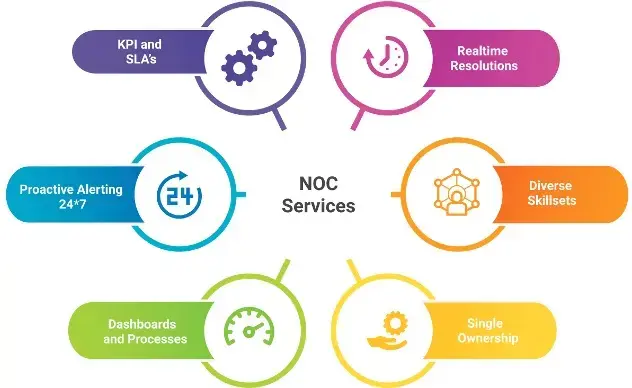 KPI and
SLA's
Realtime
Resolutions
Proactive Alerting
24*7
24
NOC
Services
Diverse
Skillsets
Dashboards
and Processes
Single
Ownership